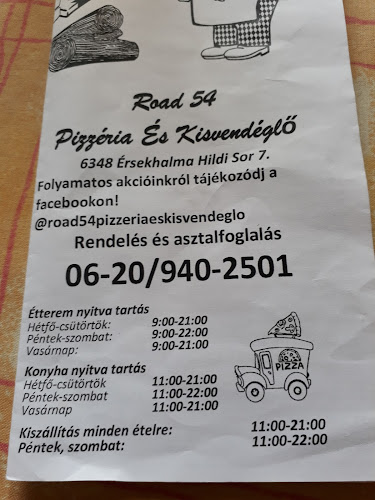 Road 54
Pizzéria És Kisvendéglő
6348 Érsekhalma Hildi Sor 7.
Folyamatos akcióinkról tájékozódj a
facebookon!
@road54pizzeriaeskisvendeglo
Rendelés és asztalfoglalás
06-20/940-2501
Étterem nyitva tartás
Hétfő-csütörtök: 9:00-21:00
Péntek-szombat: 9:00-22:00
Vasárnap: 9:00-21:00
Konyha nyitva tartás
Hétfő-csütörtök 11:00-21:00
Péntek-szombat 11:00-22:00
Vasárnap 11:00-21:00
PIZZA
Kiszállítás minden ételre: 11:00-21:00
Péntek, szombat: 11:00-22:00